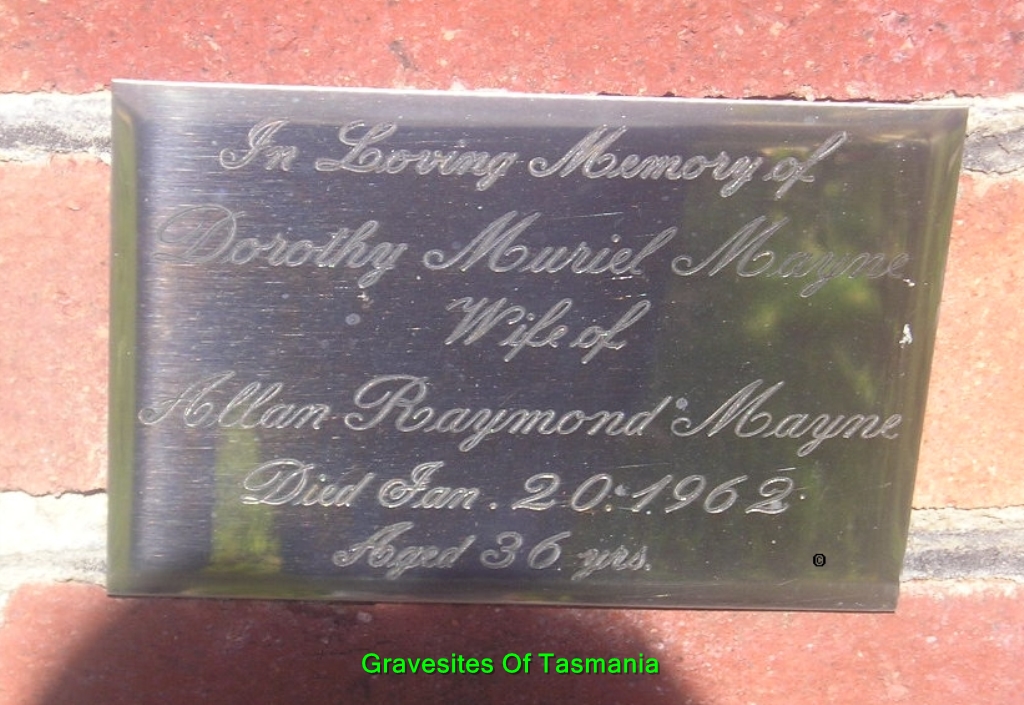 In Loving Memory of
Dorothy Muriel Mayne
Wife of
Allan Raymond Mayne
Died Jan. 20. 1962
Aged 36 yrs.
©
Gravesites Of Tasmania